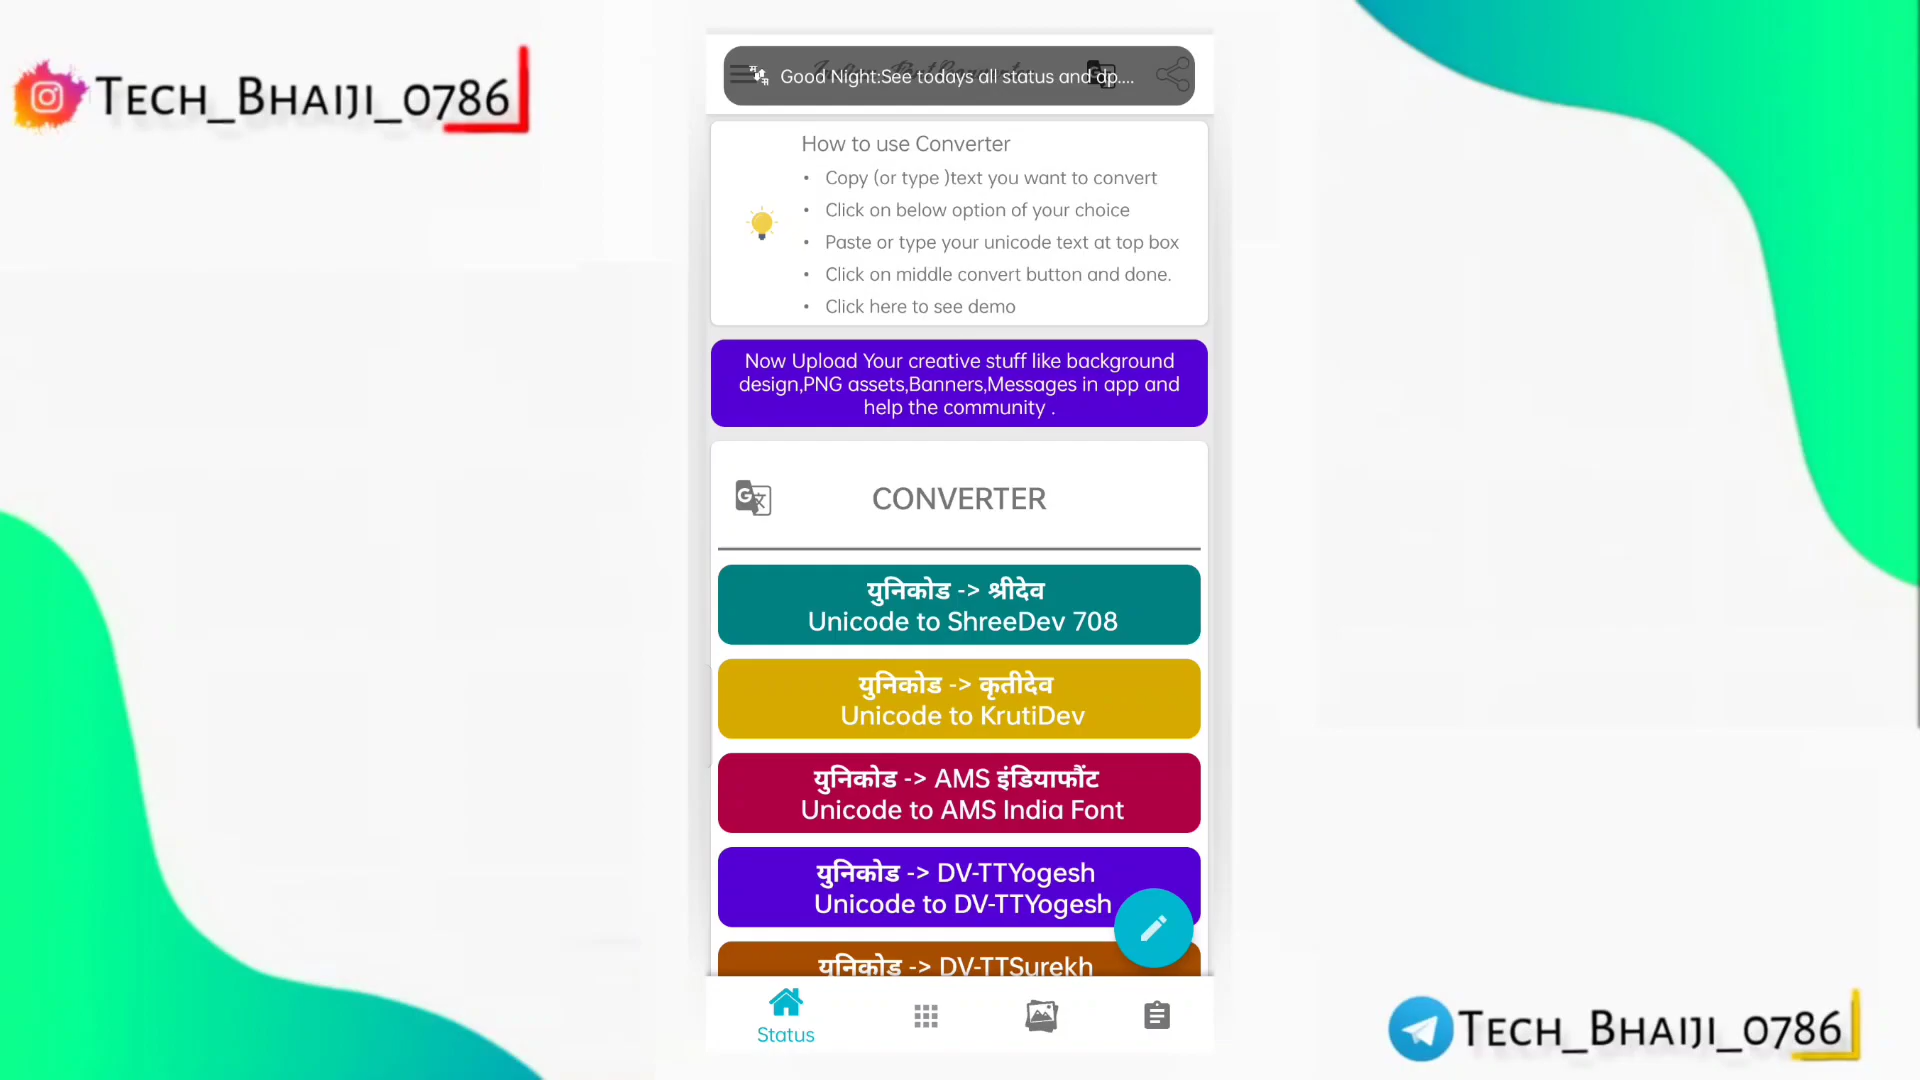 TECH_BHAIJI_0786
Good Night:See todays all status and dp....
How to use Converter
• Copy (or type )text you want to convert
• Click on below option of your choice
• Paste or type your unicode text at top box
• Click on middle convert button and done.
• Click here to see demo
Now Upload Your creative stuff like background
design,PNG assets,Banners,Messages in app and
help the community .
CONVERTER
युनिकोड -> श्रीदेव
Unicode to ShreeDev 708
युनिकोड -> कृतीदेव
Unicode to KrutiDev
युनिकोड -> AMS इंडियाफौंट
Unicode to AMS India Font
युनिकोड -> DV-TTYogesh
Unicode to DV-TTYogesh
युनिकोड -> DV-TTSurekh
Status
TECH_BHAIJI_0786